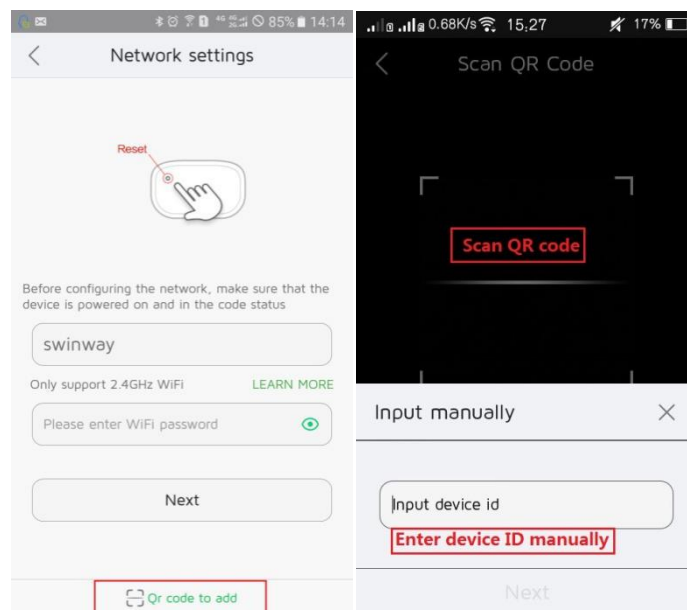 85% 14:14
Network settings
Reset
Before configuring the network, make sure that the
device is powered on and in the code status
swinway
Only support 2.4GHz WiFi LEARN MORE
Please enter WiFi password
Next
Qr code to add
0.68K/s 15:27 17%
Scan QR Code
Scan QR code
Input manually
Input device id
Enter device ID manually
Next